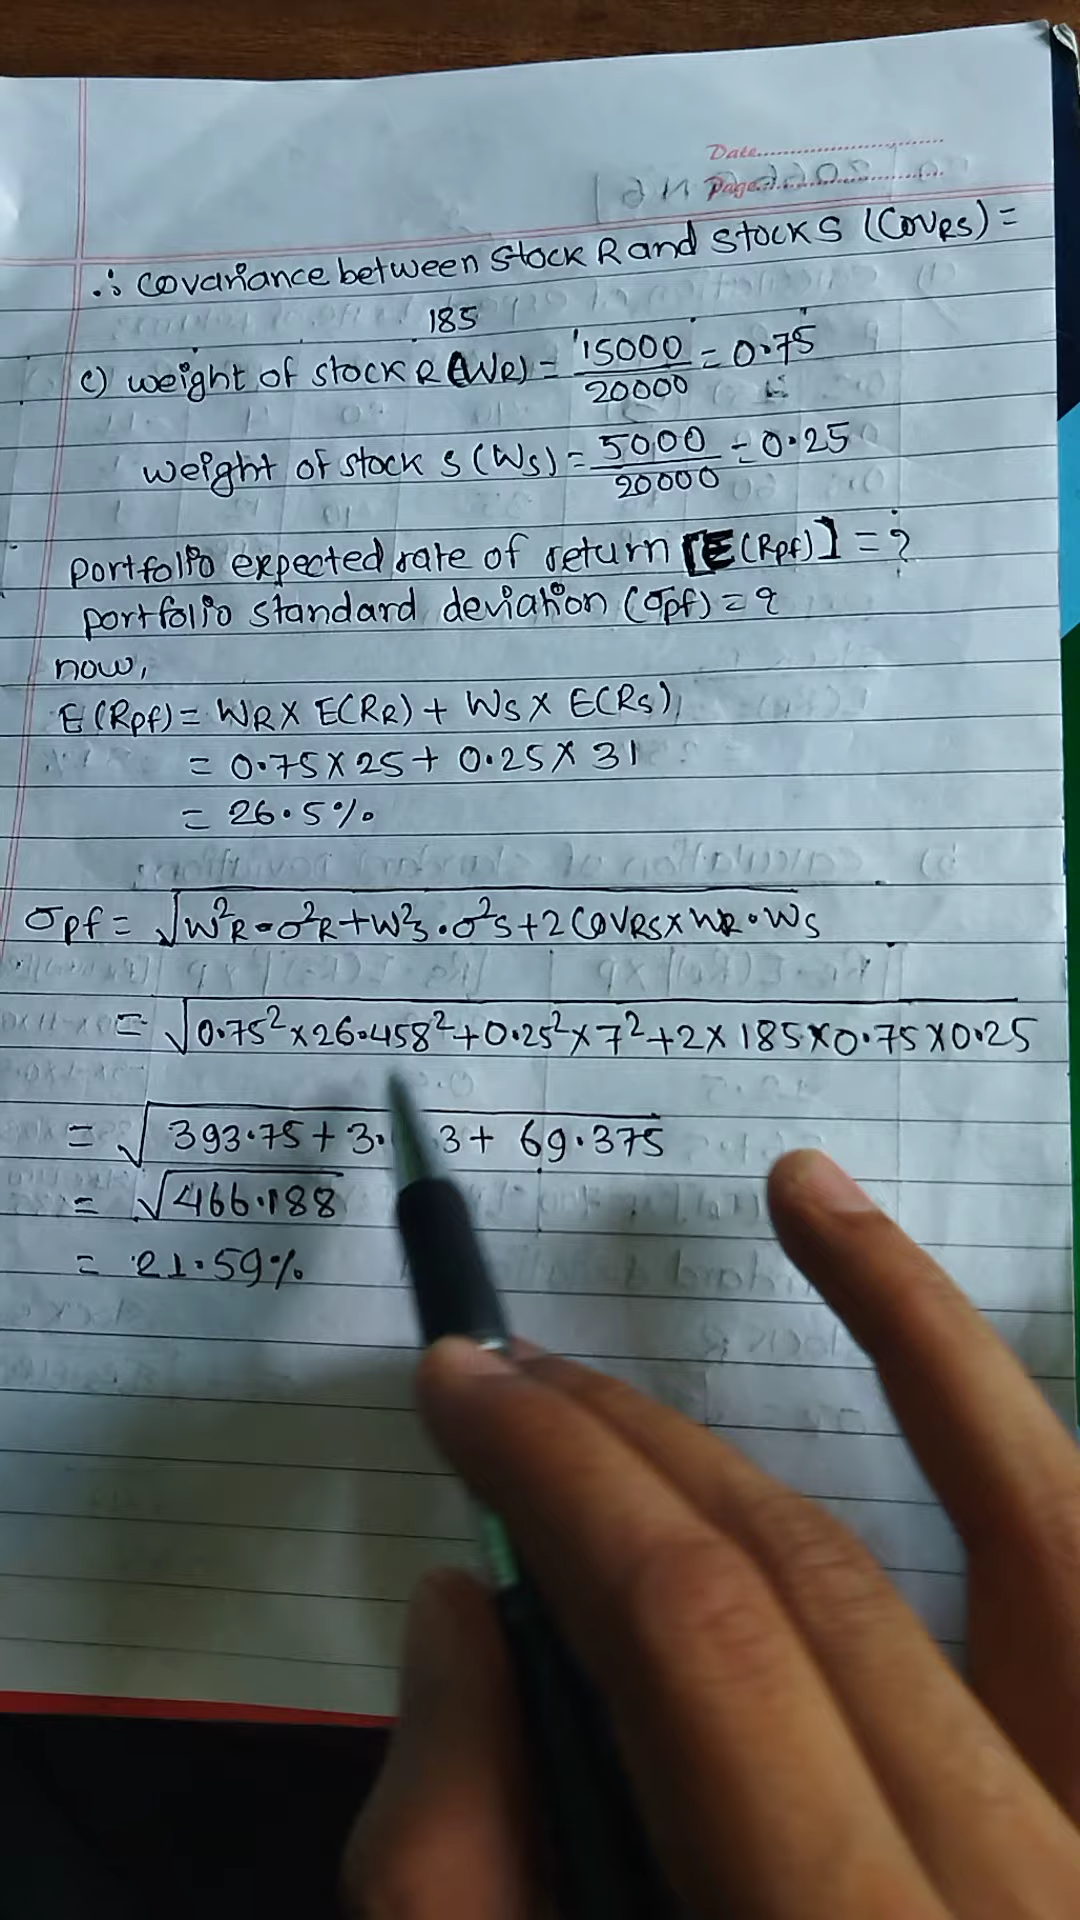 Date
Page
∴ covariance between stock R and stock S (CovRS) =
185
c) weight of stock R (WR) = 15000/20000 = 0.75
weight of stock S (WS) = 5000/20000 = 0.25
portfolio expected rate of return [E(Rpf)] = ?
portfolio standard deviation (σpf) = ?
now,
E(Rpf) = WR X E(RR) + WS X E(RS)
= 0.75 X 25 + 0.25 X 31
= 26.5%
σpf = √W²R · σ²R + W²S · σ²S + 2 COVRS x WR · WS
= √0.75² x 26.458² + 0.25² x 7² + 2 x 185 x 0.75 x 0.25
= √393.75 + 3. 3 + 69.375
= √466.188
= 21.59%